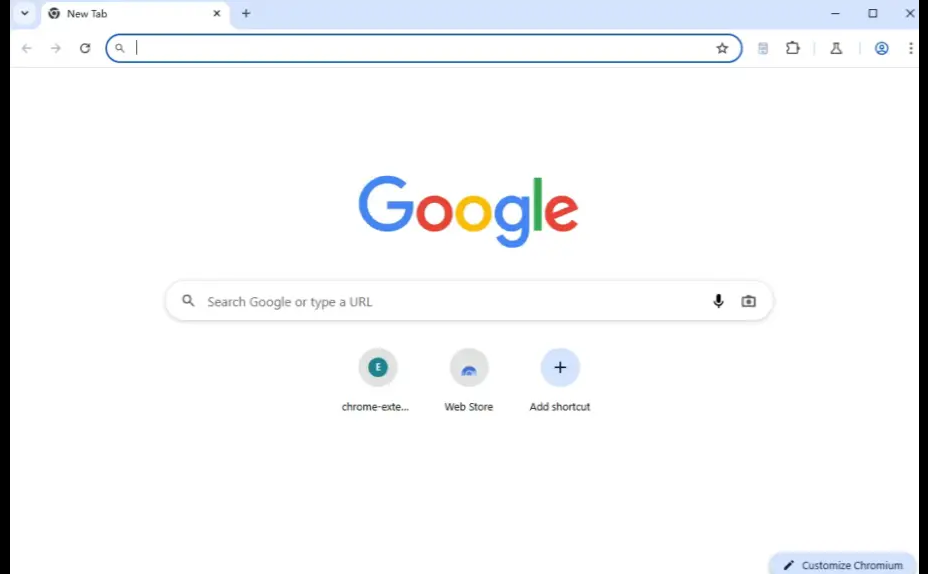 New Tab
Google
Search Google or type a URL
E
chrome-exte...
Web Store
Add shortcut
Customize Chromium